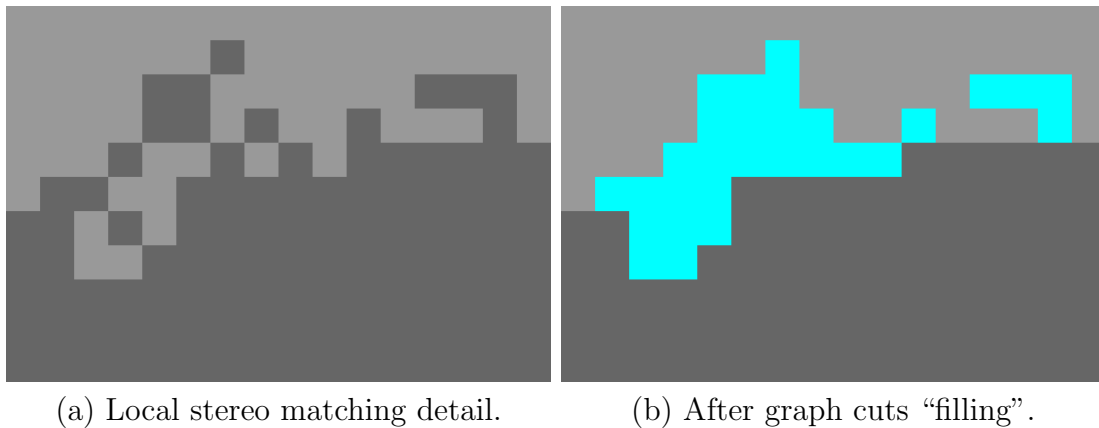 (a) Local stereo matching detail.
(b) After graph cuts “filling”.